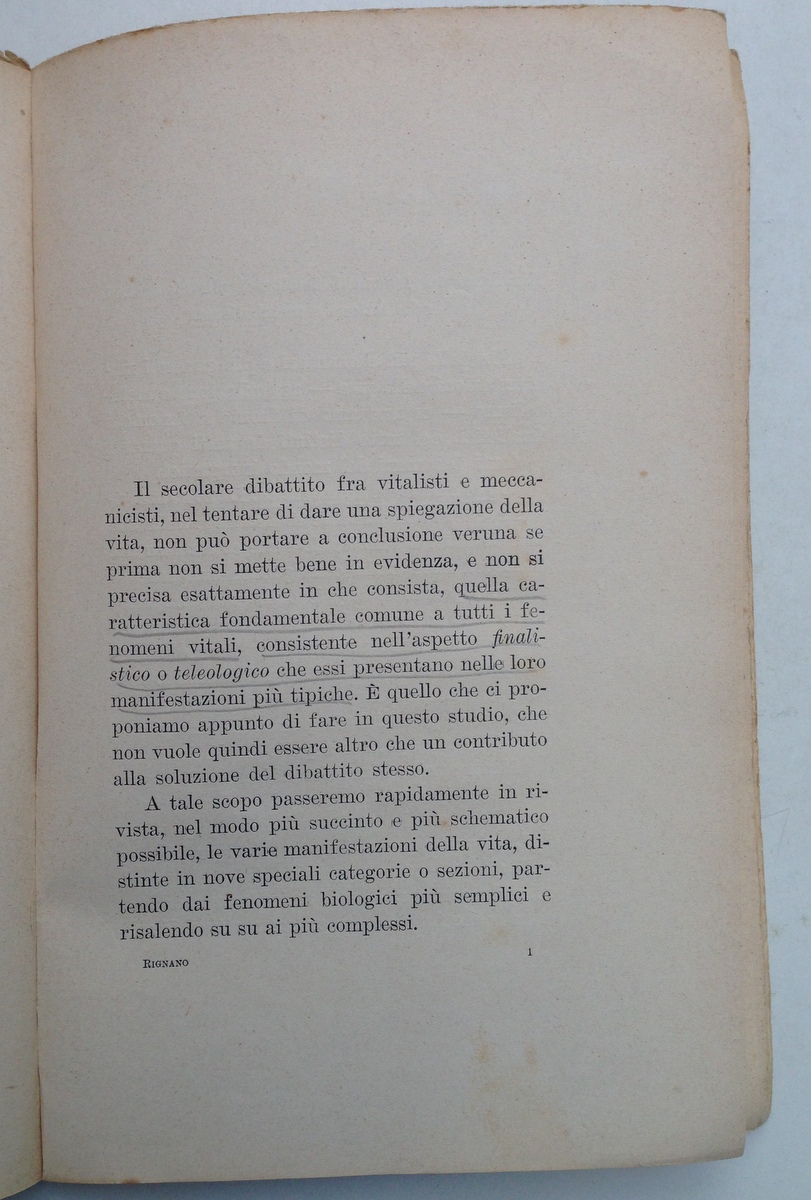 Il secolare dibattito fra vitalisti e mecca-
nicisti, nel tentare di dare una spiegazione della
vita, non può portare a conclusione veruna se
prima non si mette bene in evidenza, e non si
precisa esattamente in che consista, quella ca-
ratteristica fondamentale comune a tutti i fe-
nomeni vitali, consistente nell'aspetto finali-
stico o teleologico che essi presentano nelle loro
manifestazioni più tipiche. È quello che ci pro-
poniamo appunto di fare in questo studio, che
non vuole quindi essere altro che un contributo
alla soluzione del dibattito stesso.
A tale scopo passeremo rapidamente in ri-
vista, nel modo più succinto e più schematico
possibile, le varie manifestazioni della vita, di-
stinte in nove speciali categorie o sezioni, par-
tendo dai fenomeni biologici più semplici e
risalendo su su ai più complessi.
RIGNANO 1